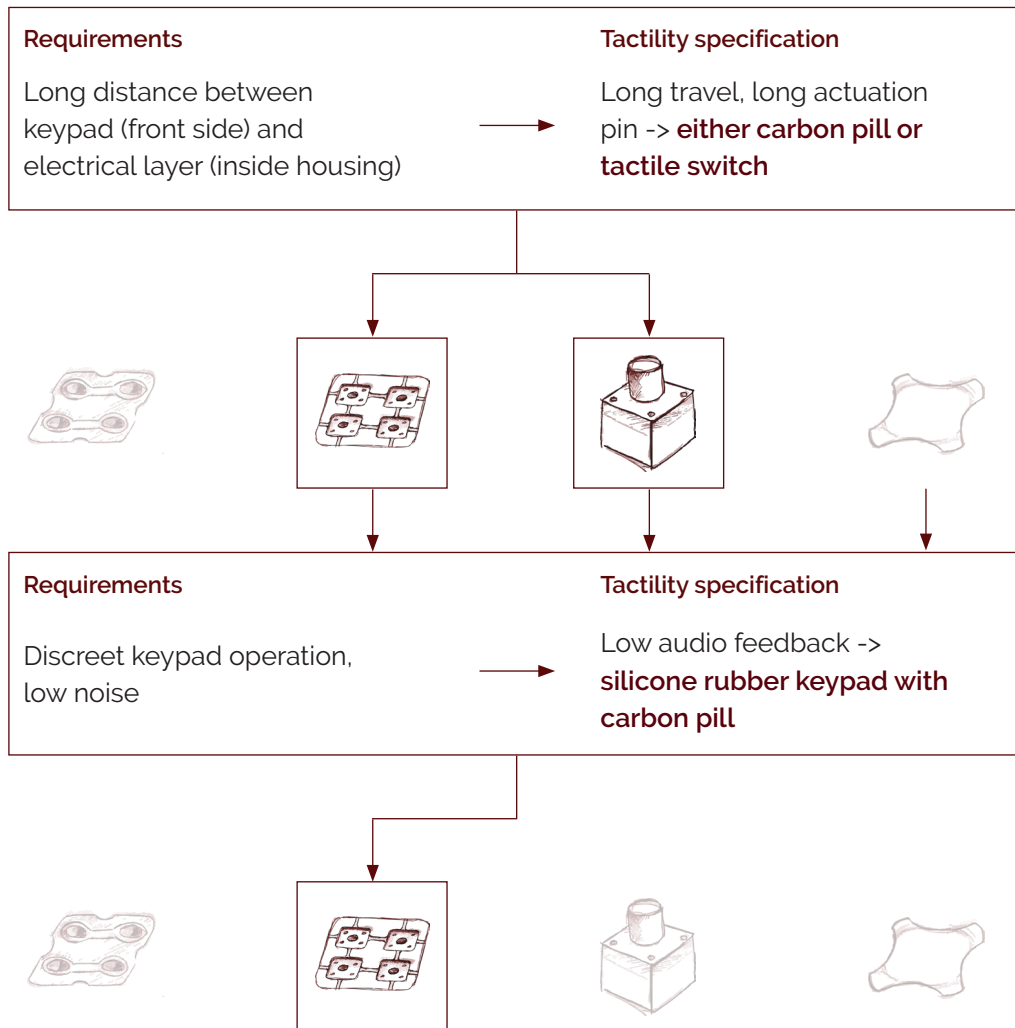 Requirements
Tactility specification
Long distance between
keypad (front side) and
electrical layer (inside housing)
Long travel, long actuation
pin -> either carbon pill or
tactile switch
Requirements
Tactility specification
Discreet keypad operation,
low noise
Low audio feedback ->
silicone rubber keypad with
carbon pill